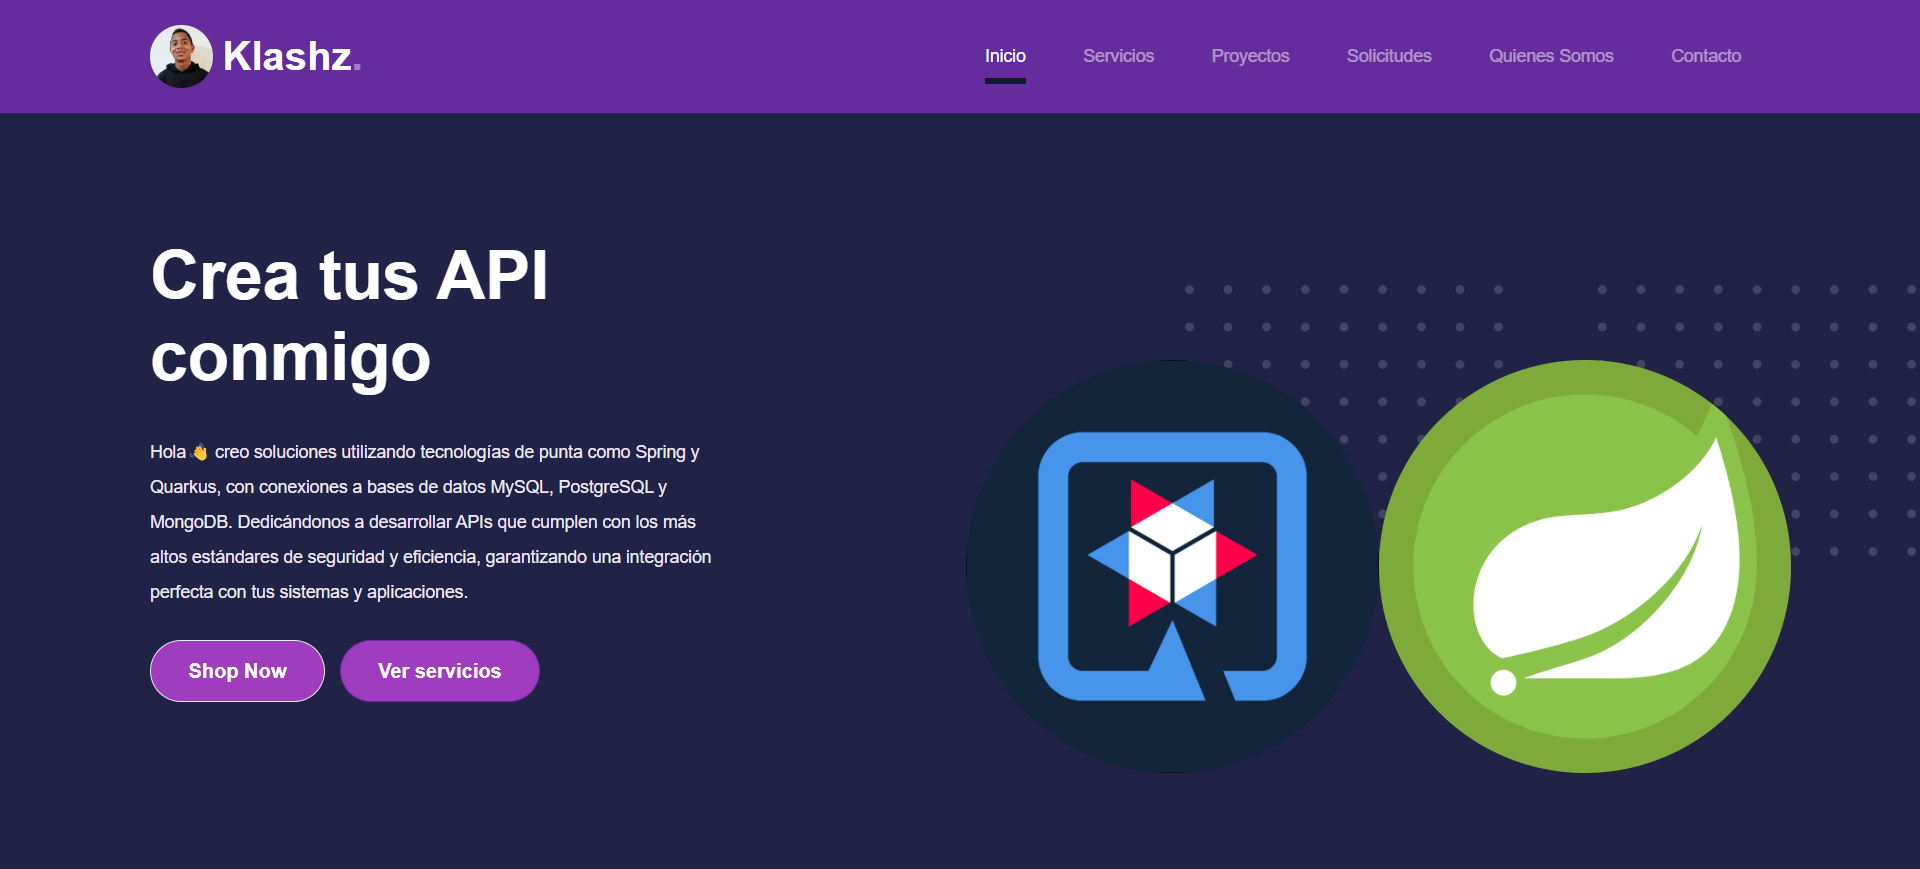 Klashz.
Inicio Servicios Proyectos Solicitudes Quienes Somos Contacto
Crea tus API
conmigo
Hola 👋 creo soluciones utilizando tecnologías de punta como Spring y
Quarkus, con conexiones a bases de datos MySQL, PostgreSQL y
MongoDB. Dedicándonos a desarrollar APIs que cumplen con los más
altos estándares de seguridad y eficiencia, garantizando una integración
perfecta con tus sistemas y aplicaciones.
Shop Now Ver servicios